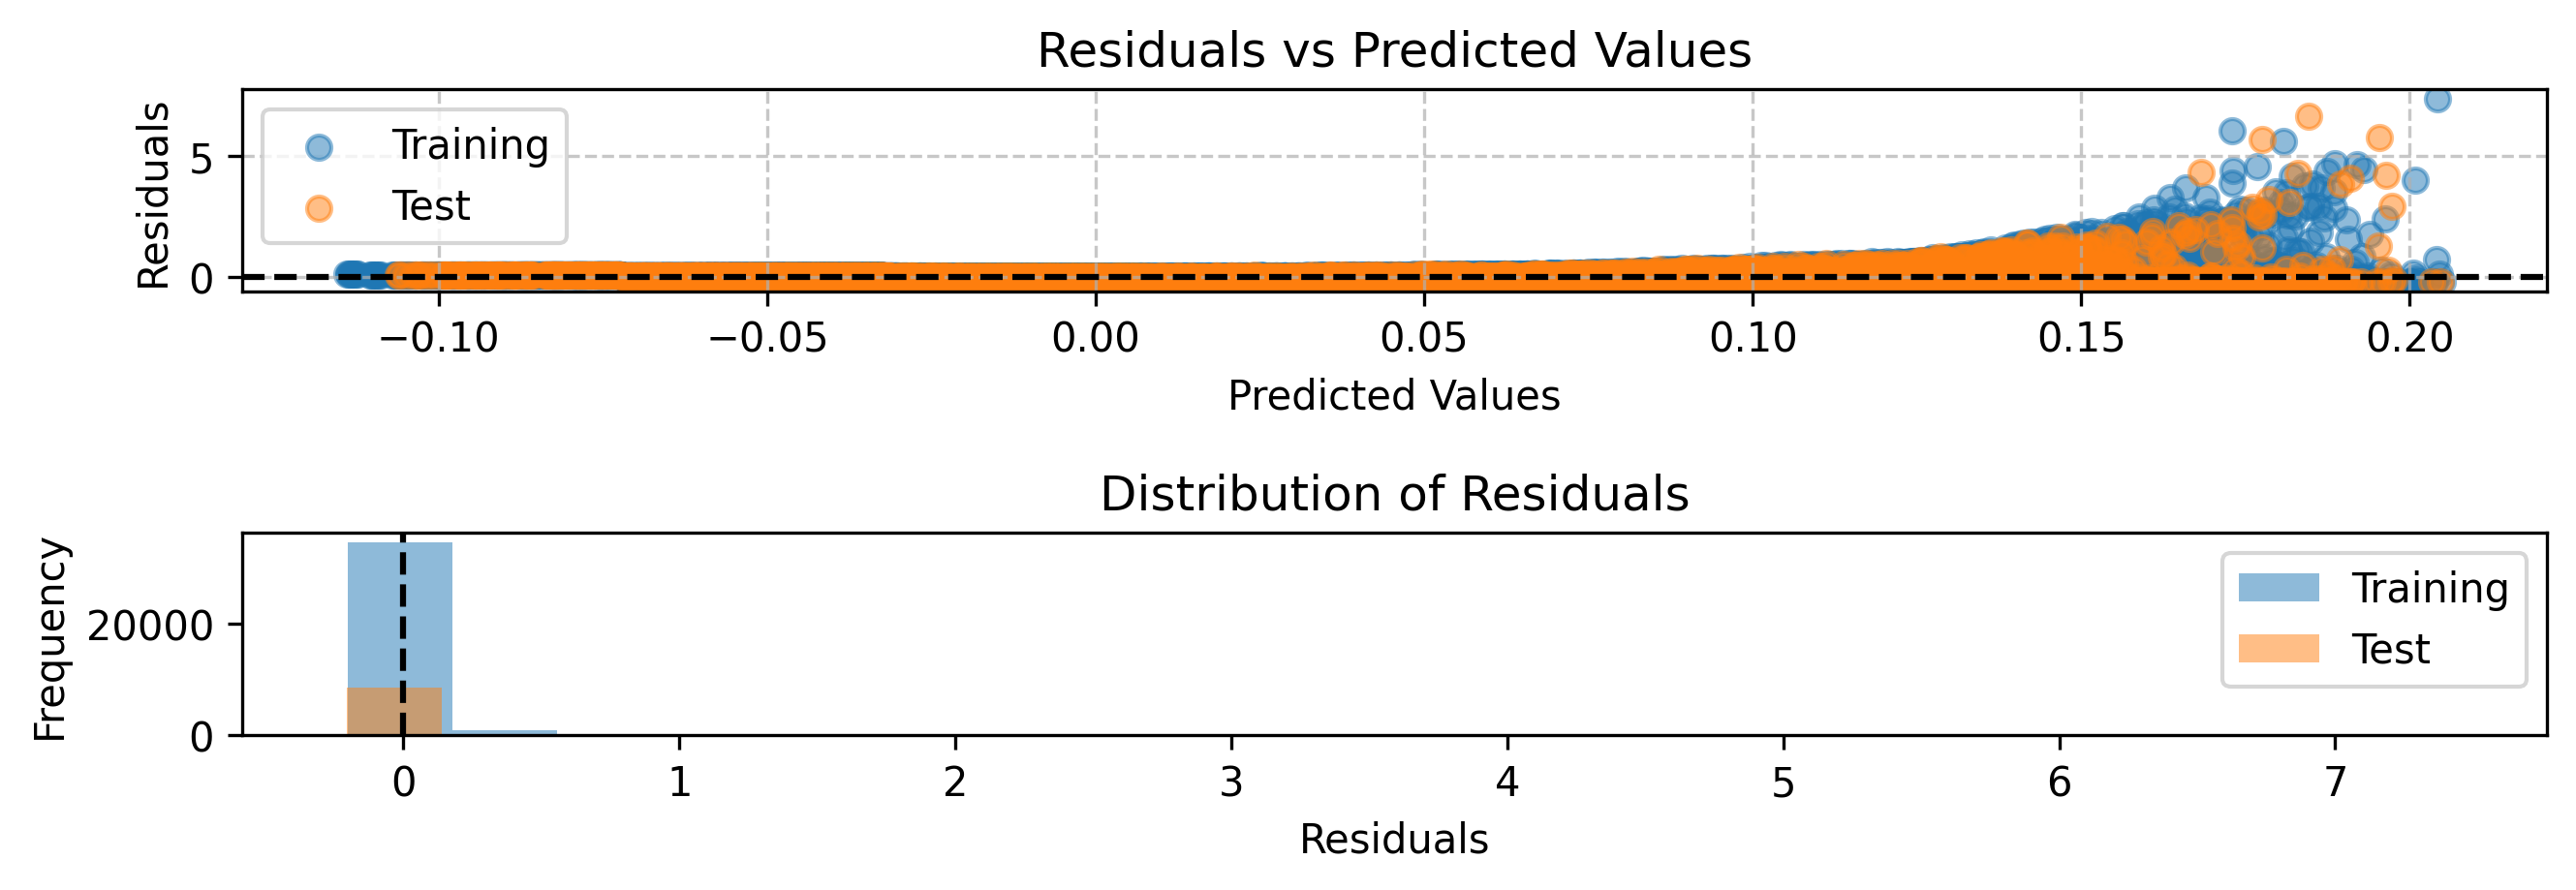 Residuals vs Predicted Values
Residuals
5
0
Training
Test
−0.10 −0.05 0.00 0.05 0.10 0.15 0.20
Predicted Values
Distribution of Residuals
Frequency
20000
0
Training
Test
0 1 2 3 4 5 6 7
Residuals